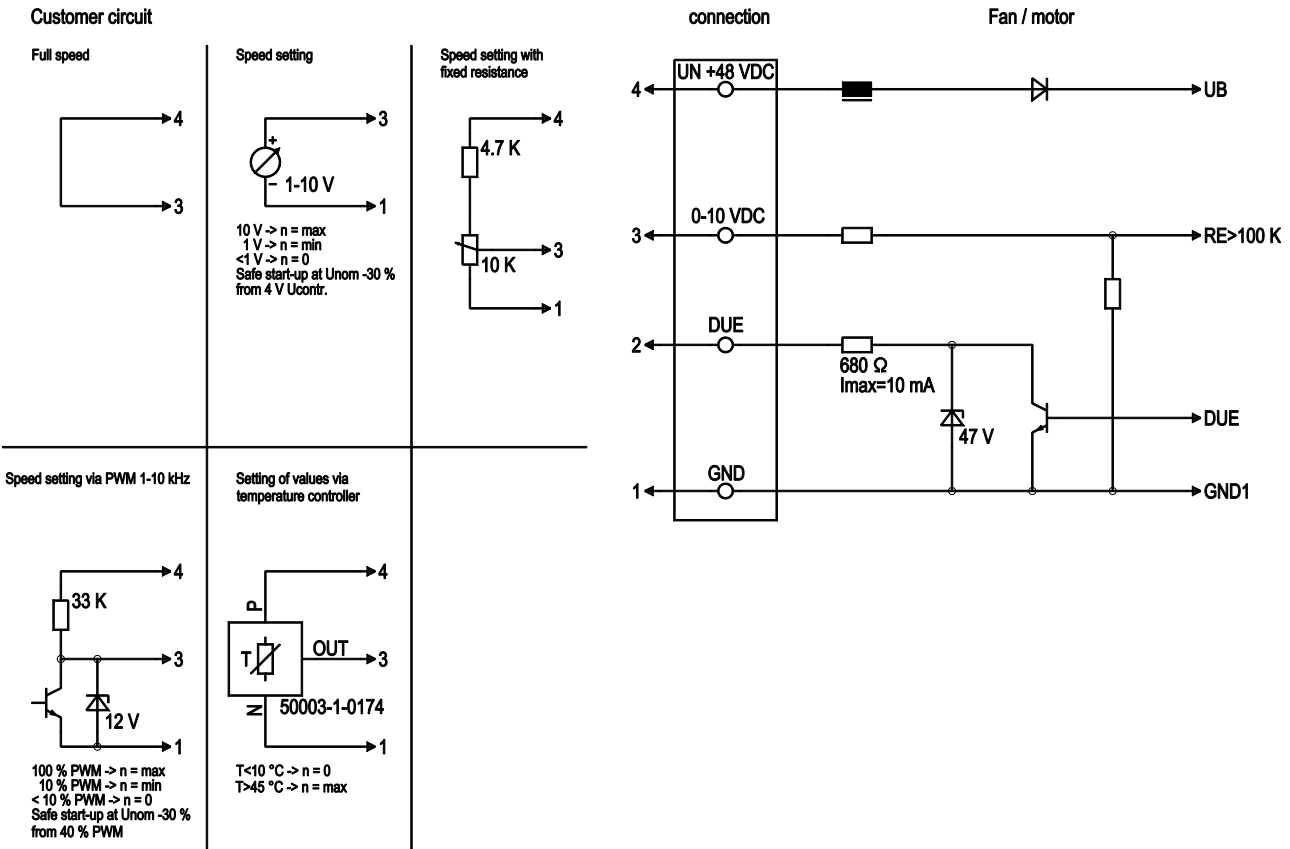 Customer circuit
connection
Fan / motor
Full speed
4
3
Speed setting
3
+
– 1-10 V
1
10 V -> n = max
1 V -> n = min
<1 V -> n = 0
Safe start-up at Unom -30 %
from 4 V Ucontr.
Speed setting with
fixed resistance
4
4.7 K
3
10 K
1
Speed setting via PWM 1-10 kHz
4
33 K
3
12 V
1
100 % PWM -> n = max
10 % PWM -> n = min
< 10 % PWM -> n = 0
Safe start-up at Unom -30 %
from 40 % PWM
Setting of values via
temperature controller
4
P
T
OUT
3
N
50003-1-0174
1
T<10 °C -> n = 0
T>45 °C -> n = max
UN +48 VDC
4
UB
0-10 VDC
3
RE>100 K
DUE
2
680 Ω
Imax=10 mA
47 V
DUE
GND
1
GND1